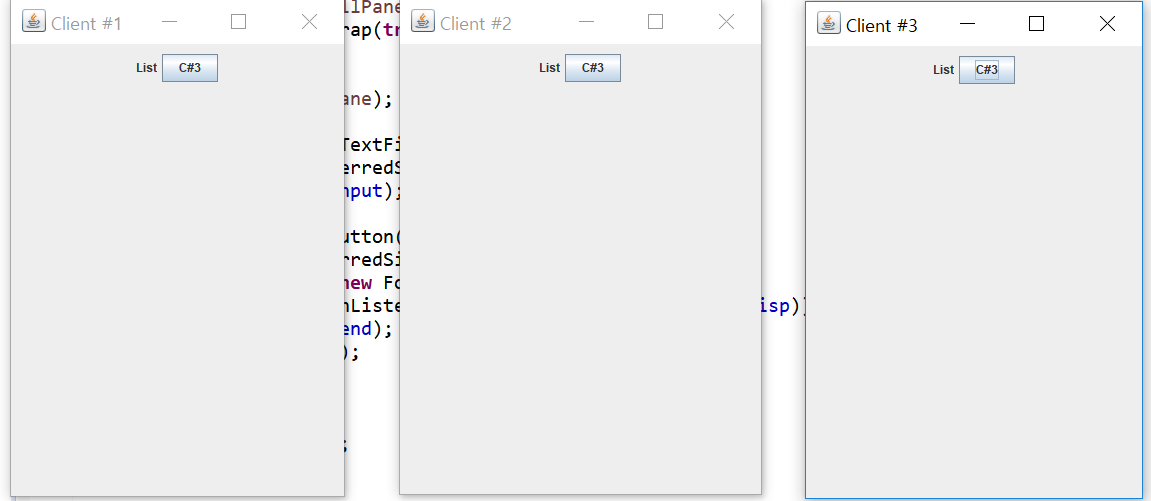 Client #1
List C#3
Client #2
List C#3
Client #3
List C#3
llPane
rap(tr
ane);
TextFi
erredS
nput);
utton(
rredSi
new Fo
nListe
isp))
end);
);
;